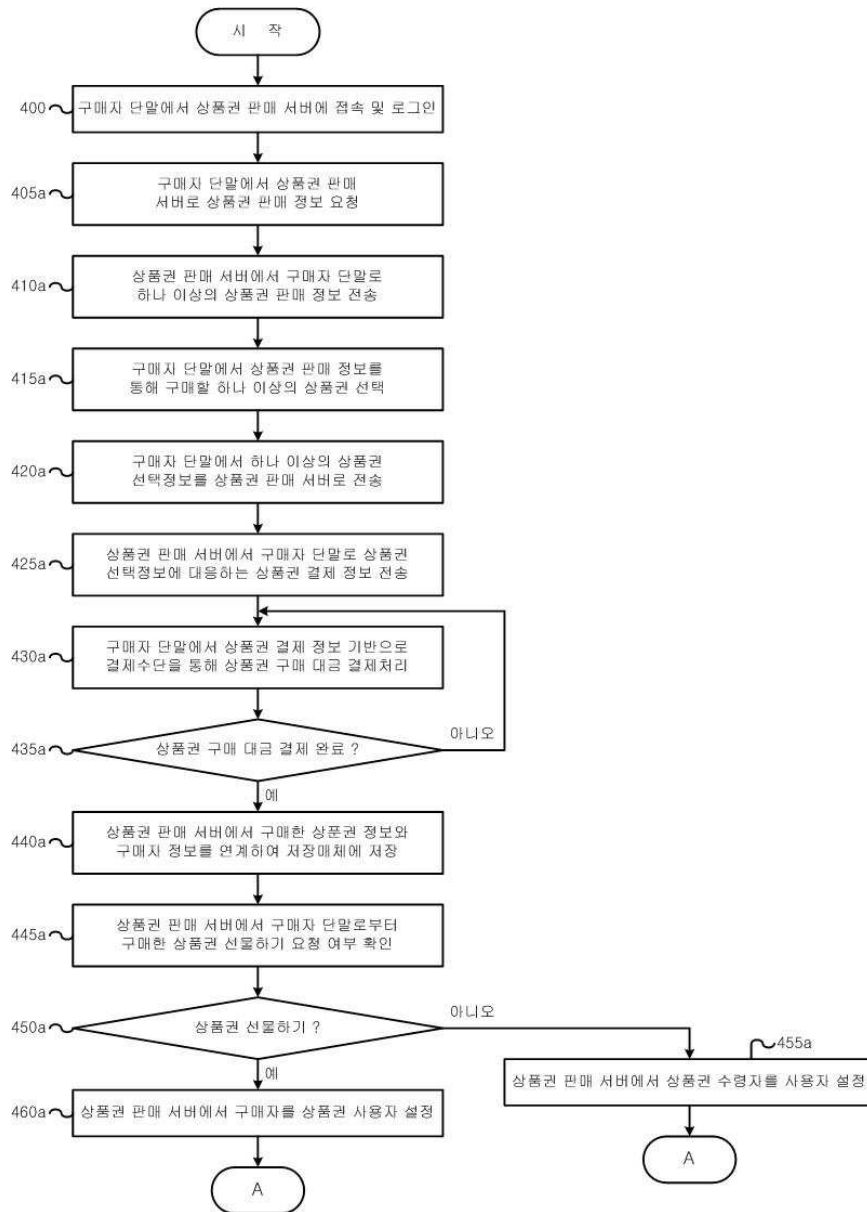 시 작
400
구매자 단말에서 상품권 판매 서버에 접속 및 로그인
405a
구매자 단말에서 상품권 판매
서버로 상품권 판매 정보 요청
410a
상품권 판매 서버에서 구매자 단말로
하나 이상의 상품권 판매 정보 전송
415a
구매자 단말에서 상품권 판매 정보를
통해 구매할 하나 이상의 상품권 선택
420a
구매자 단말에서 하나 이상의 상품권
선택정보를 상품권 판매 서버로 전송
425a
상품권 판매 서버에서 구매자 단말로 상품권
선택정보에 대응하는 상품권 결제 정보 전송
430a
구매자 단말에서 상품권 결제 정보 기반으로
결제수단을 통해 상품권 구매 대금 결제처리
435a
상품권 구매 대금 결제 완료 ?
아니오
예
440a
상품권 판매 서버에서 구매한 상푼권 정보와
구매자 정보를 연계하여 저장매체에 저장
445a
상품권 판매 서버에서 구매자 단말로부터
구매한 상품권 선물하기 요청 여부 확인
450a
상품권 선물하기 ?
아니오
예
455a
상품권 판매 서버에서 상품권 수령자를 사용자 설정
460a
상품권 판매 서버에서 구매자를 상품권 사용자 설정
A
A